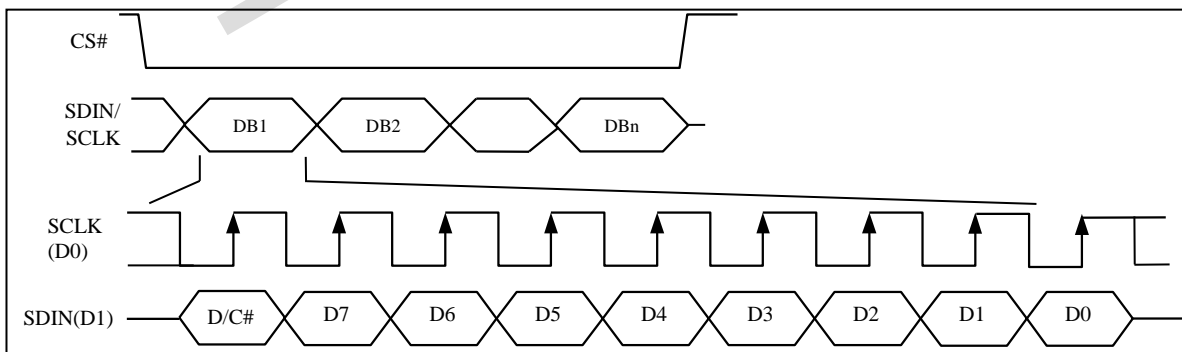 CS#
SDIN/
SCLK
DB1 DB2 DBn
SCLK
(D0)
SDIN(D1) D/C# D7 D6 D5 D4 D3 D2 D1 D0